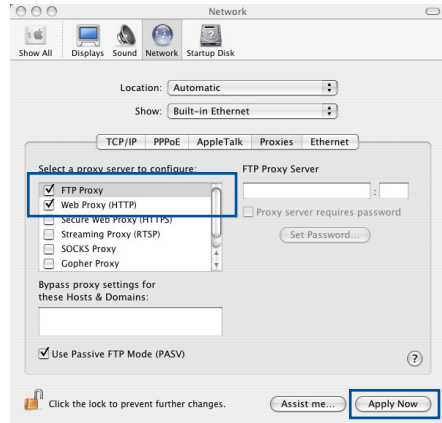 Network
Show All Displays Sound Network Startup Disk
Location: Automatic
Show: Built-in Ethernet
TCP/IP PPPoE AppleTalk Proxies Ethernet
Select a proxy server to configure: FTP Proxy Server
FTP Proxy :
Web Proxy (HTTP) Proxy server requires password
Secure Web Proxy (HTTPS)
Streaming Proxy (RTSP) Set Password...
SOCKS Proxy
Gopher Proxy
Bypass proxy settings for
these Hosts & Domains:
Use Passive FTP Mode (PASV) ?
Click the lock to prevent further changes. Assist me... Apply Now